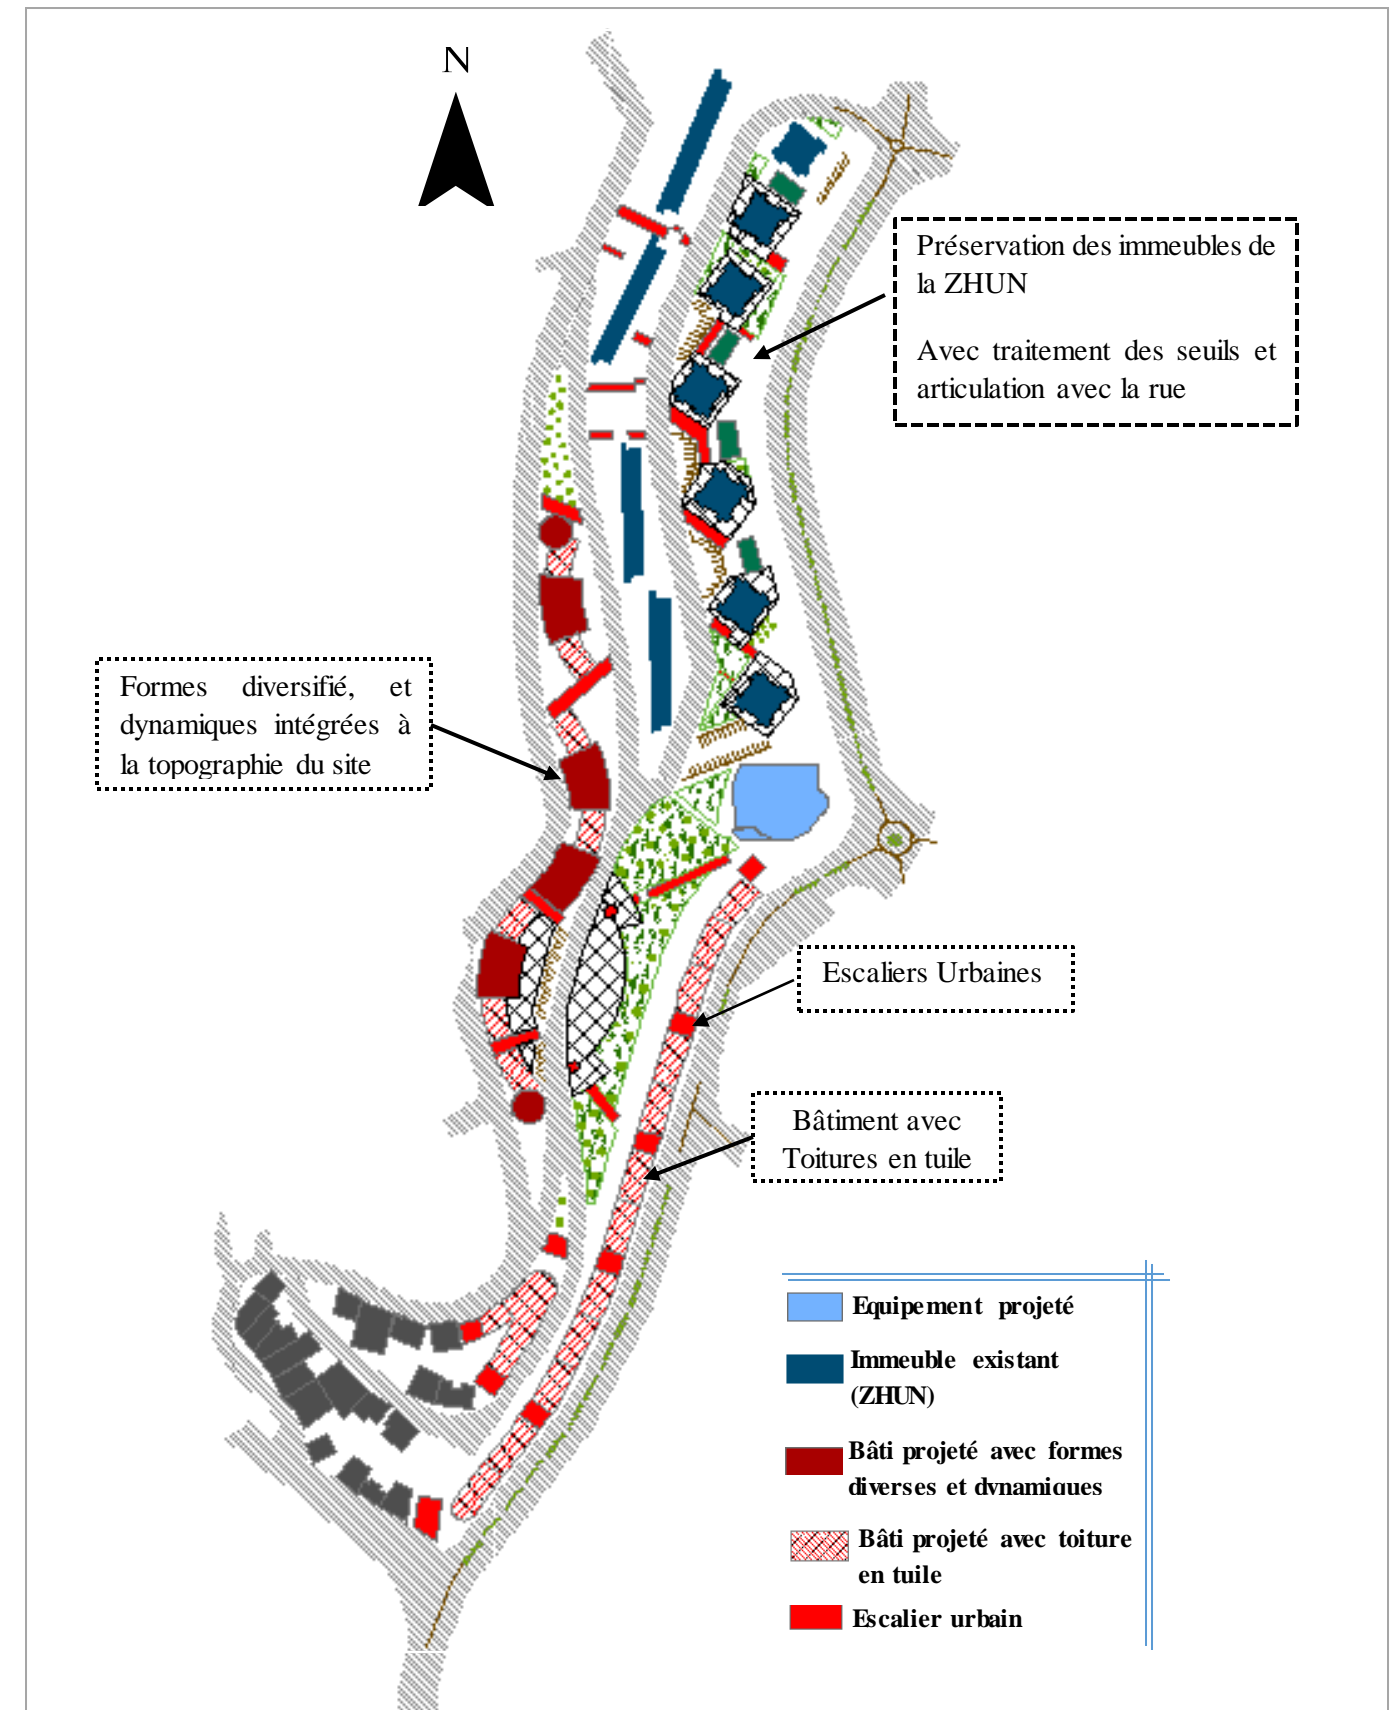 N
Préservation des immeubles de
la ZHUN
Avec traitement des seuils et
articulation avec la rue
Formes diversifié, et
dynamiques intégrées à
la topographie du site
Escaliers Urbaines
Bâtiment avec
Toitures en tuile
Equipement projeté
Immeuble existant
(ZHUN)
Bâti projeté avec formes
diverses et dynamiques
Bâti projeté avec toiture
en tuile
Escalier urbain